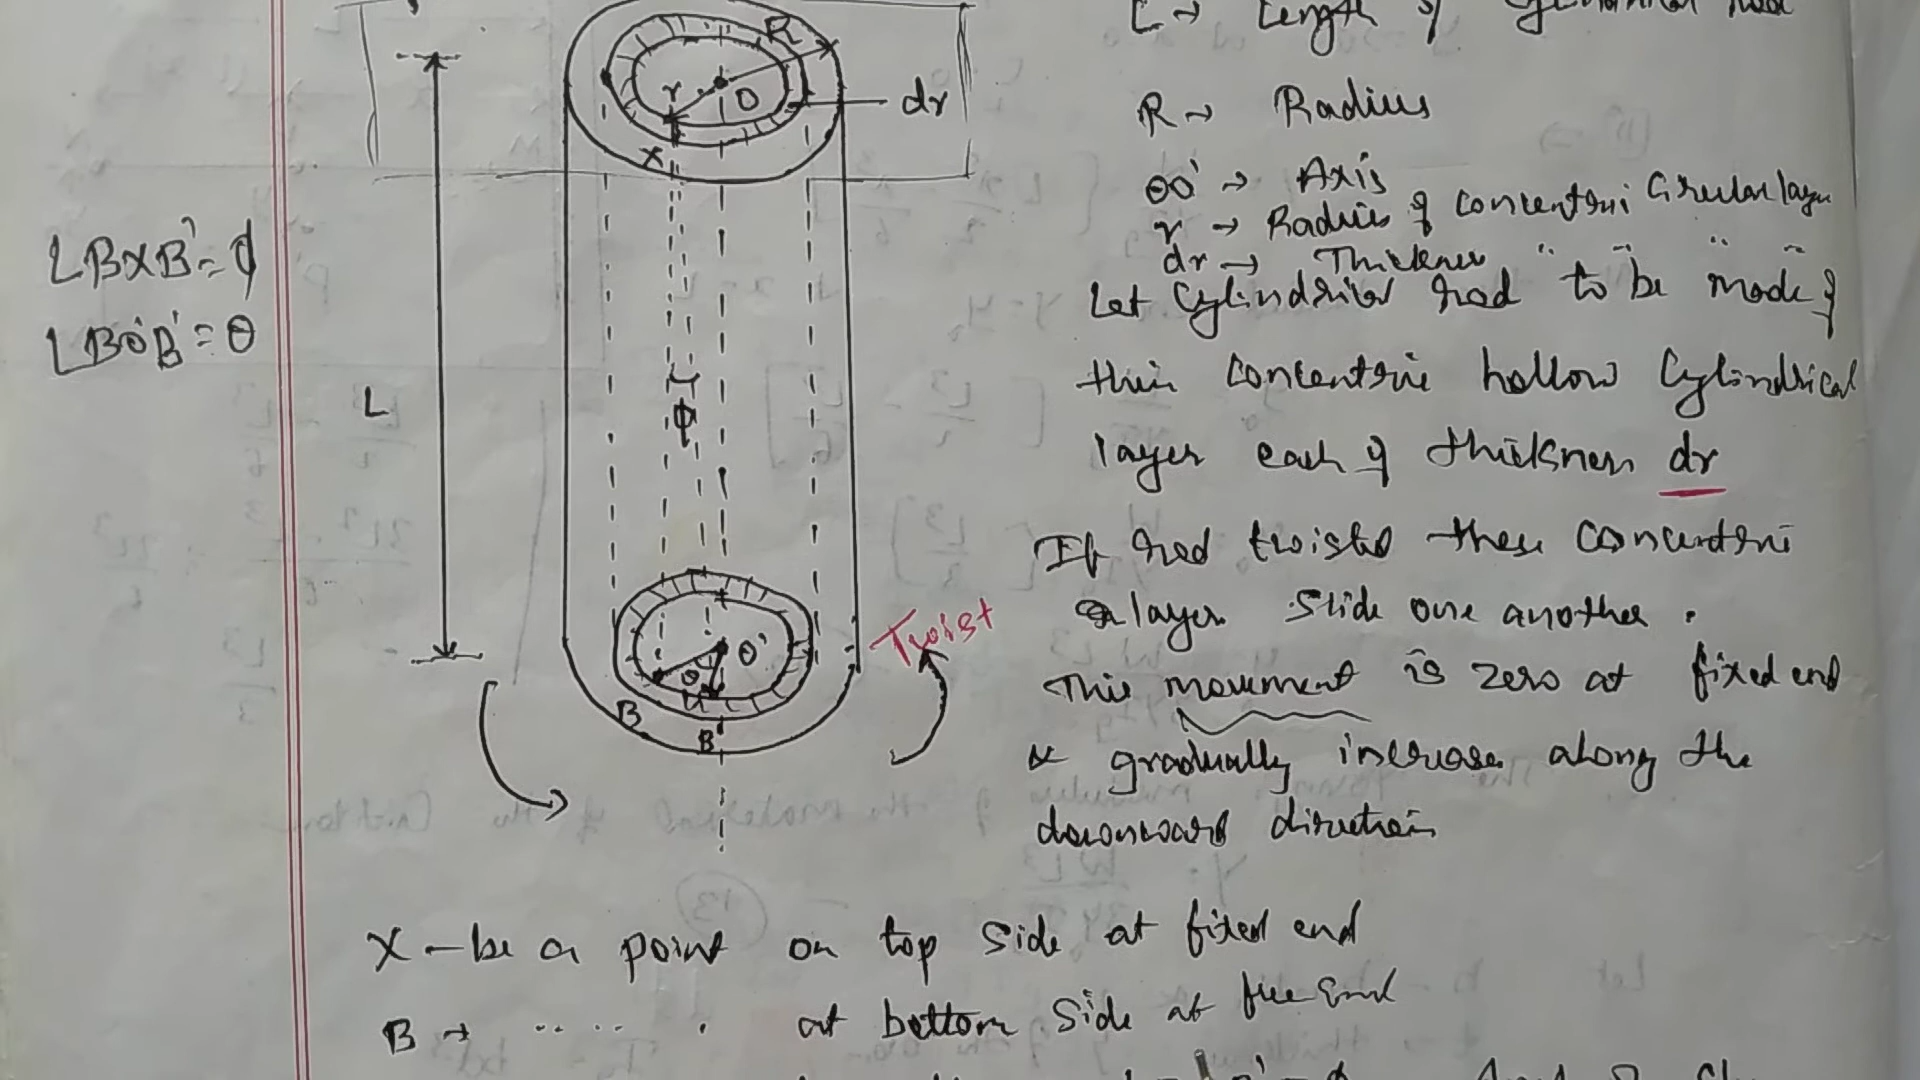 L → Length of Cylindrical Rod
R → Radius
OO' → Axis
r → Radius of concentric Circular layer
dr → Thickness " " " "
Let Cylindrical rod to be made of
thin concentric hollow Cylindrical
layer each of thickness dr
If rod twisted these concentric
layer slide one another.
This movement is zero at fixed end
& gradually increase along the
downward direction
∠BXB' = ϕ
∠BO'B' = θ
L
R
r
O
dr
X
ϕ
O'
θ
B
B'
Twist
X - be a point on top side at fixed end
B → .. .. . at bottom side at free End